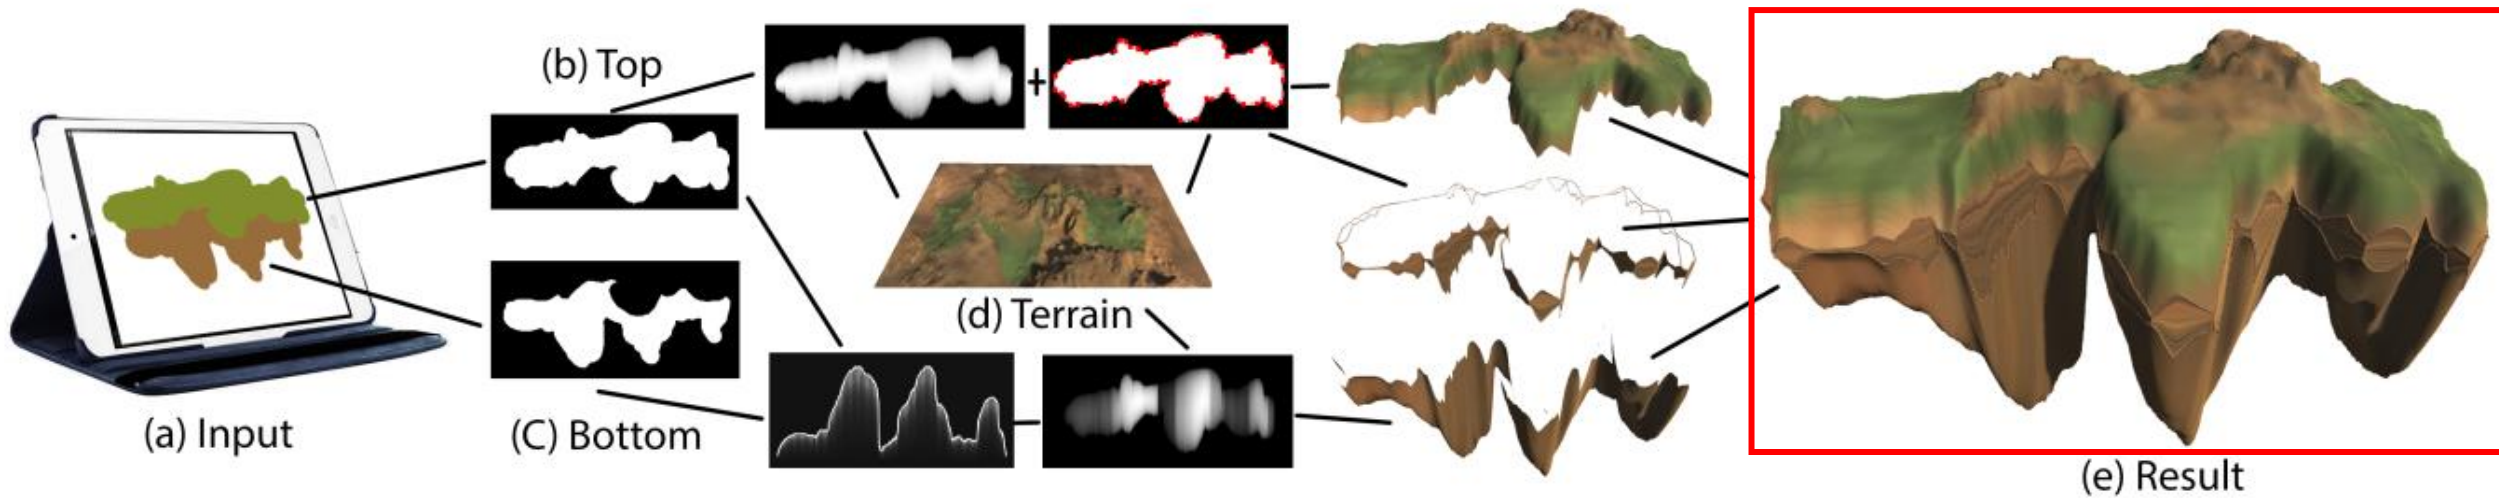 (a) Input
(b) Top
(C) Bottom
+
(d) Terrain
(e) Result